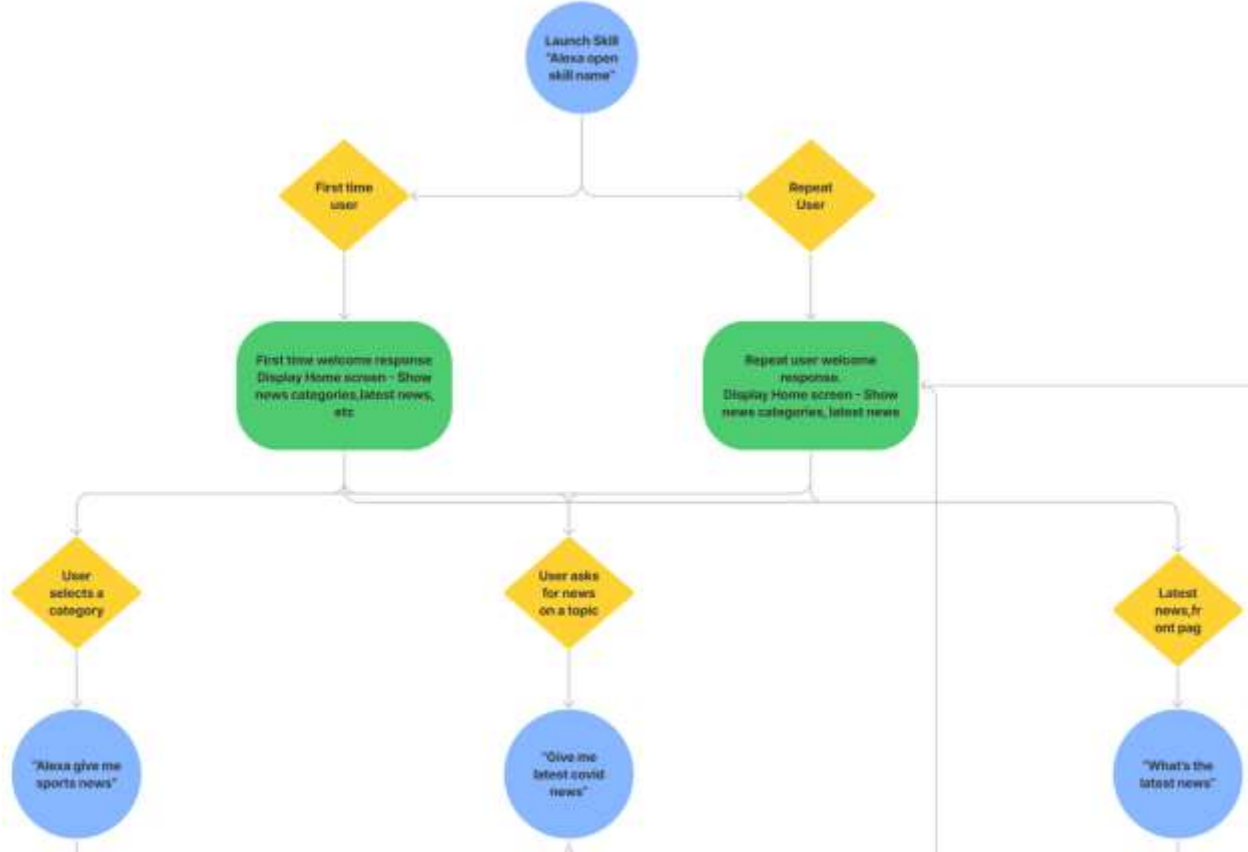 Launch Skill
"Alexa open
skill name"
First time
user
Repeat
User
First time welcome response
Display Home screen - Show
news categories,latest news,
etc
Repeat user welcome
response.
Display Home screen - Show
news categories, latest news
User
selects a
category
User asks
for news
on a topic
Latest
news,fr
ont pag
"Alexa give me
sports news"
"Give me
latest covid
news"
"What's the
latest news"